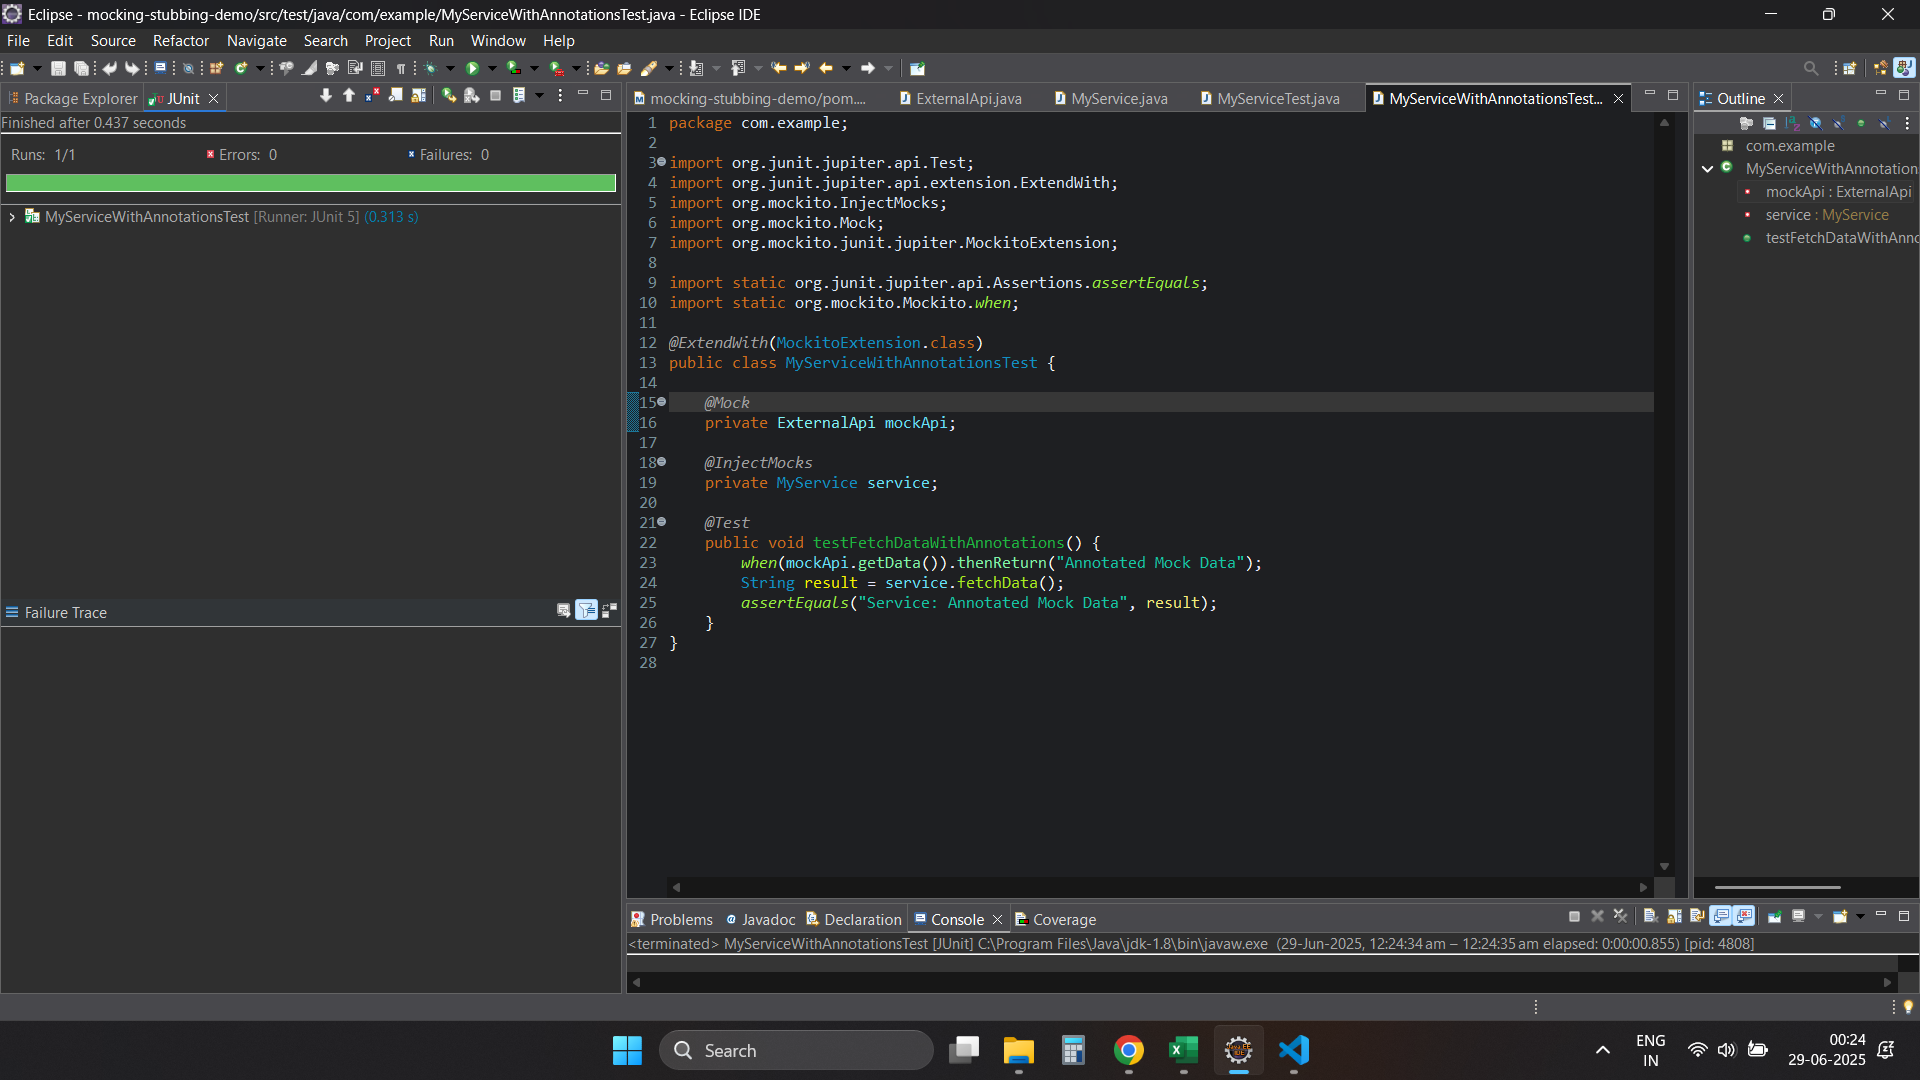 Eclipse - mocking-stubbing-demo/src/test/java/com/example/MyServiceWithAnnotationsTest.java - Eclipse IDE
File Edit Source Refactor Navigate Search Project Run Window Help
Package Explorer JUnit
Finished after 0.437 seconds
Runs: 1/1 Errors: 0 Failures: 0
MyServiceWithAnnotationsTest [Runner: JUnit 5] (0.313 s)
Failure Trace
mocking-stubbing-demo/pom.... ExternalApi.java MyService.java MyServiceTest.java MyServiceWithAnnotationsTest...
1 package com.example;
2
3 import org.junit.jupiter.api.Test;
4 import org.junit.jupiter.api.extension.ExtendWith;
5 import org.mockito.InjectMocks;
6 import org.mockito.Mock;
7 import org.mockito.junit.jupiter.MockitoExtension;
8
9 import static org.junit.jupiter.api.Assertions.assertEquals;
10 import static org.mockito.Mockito.when;
11
12 @ExtendWith(MockitoExtension.class)
13 public class MyServiceWithAnnotationsTest {
14
15 @Mock
16 private ExternalApi mockApi;
17
18 @InjectMocks
19 private MyService service;
20
21 @Test
22 public void testFetchDataWithAnnotations() {
23 when(mockApi.getData()).thenReturn("Annotated Mock Data");
24 String result = service.fetchData();
25 assertEquals("Service: Annotated Mock Data", result);
26 }
27 }
28
Outline
com.example
MyServiceWithAnnotation
mockApi : ExternalApi
service : MyService
testFetchDataWithAnno
Problems Javadoc Declaration Console Coverage
<terminated> MyServiceWithAnnotationsTest [JUnit] C:\Program Files\Java\jdk-1.8\bin\javaw.exe (29-Jun-2025, 12:24:34 am – 12:24:35 am elapsed: 0:00:00.855) [pid: 4808]
Search
ENG
IN
00:24
29-06-2025